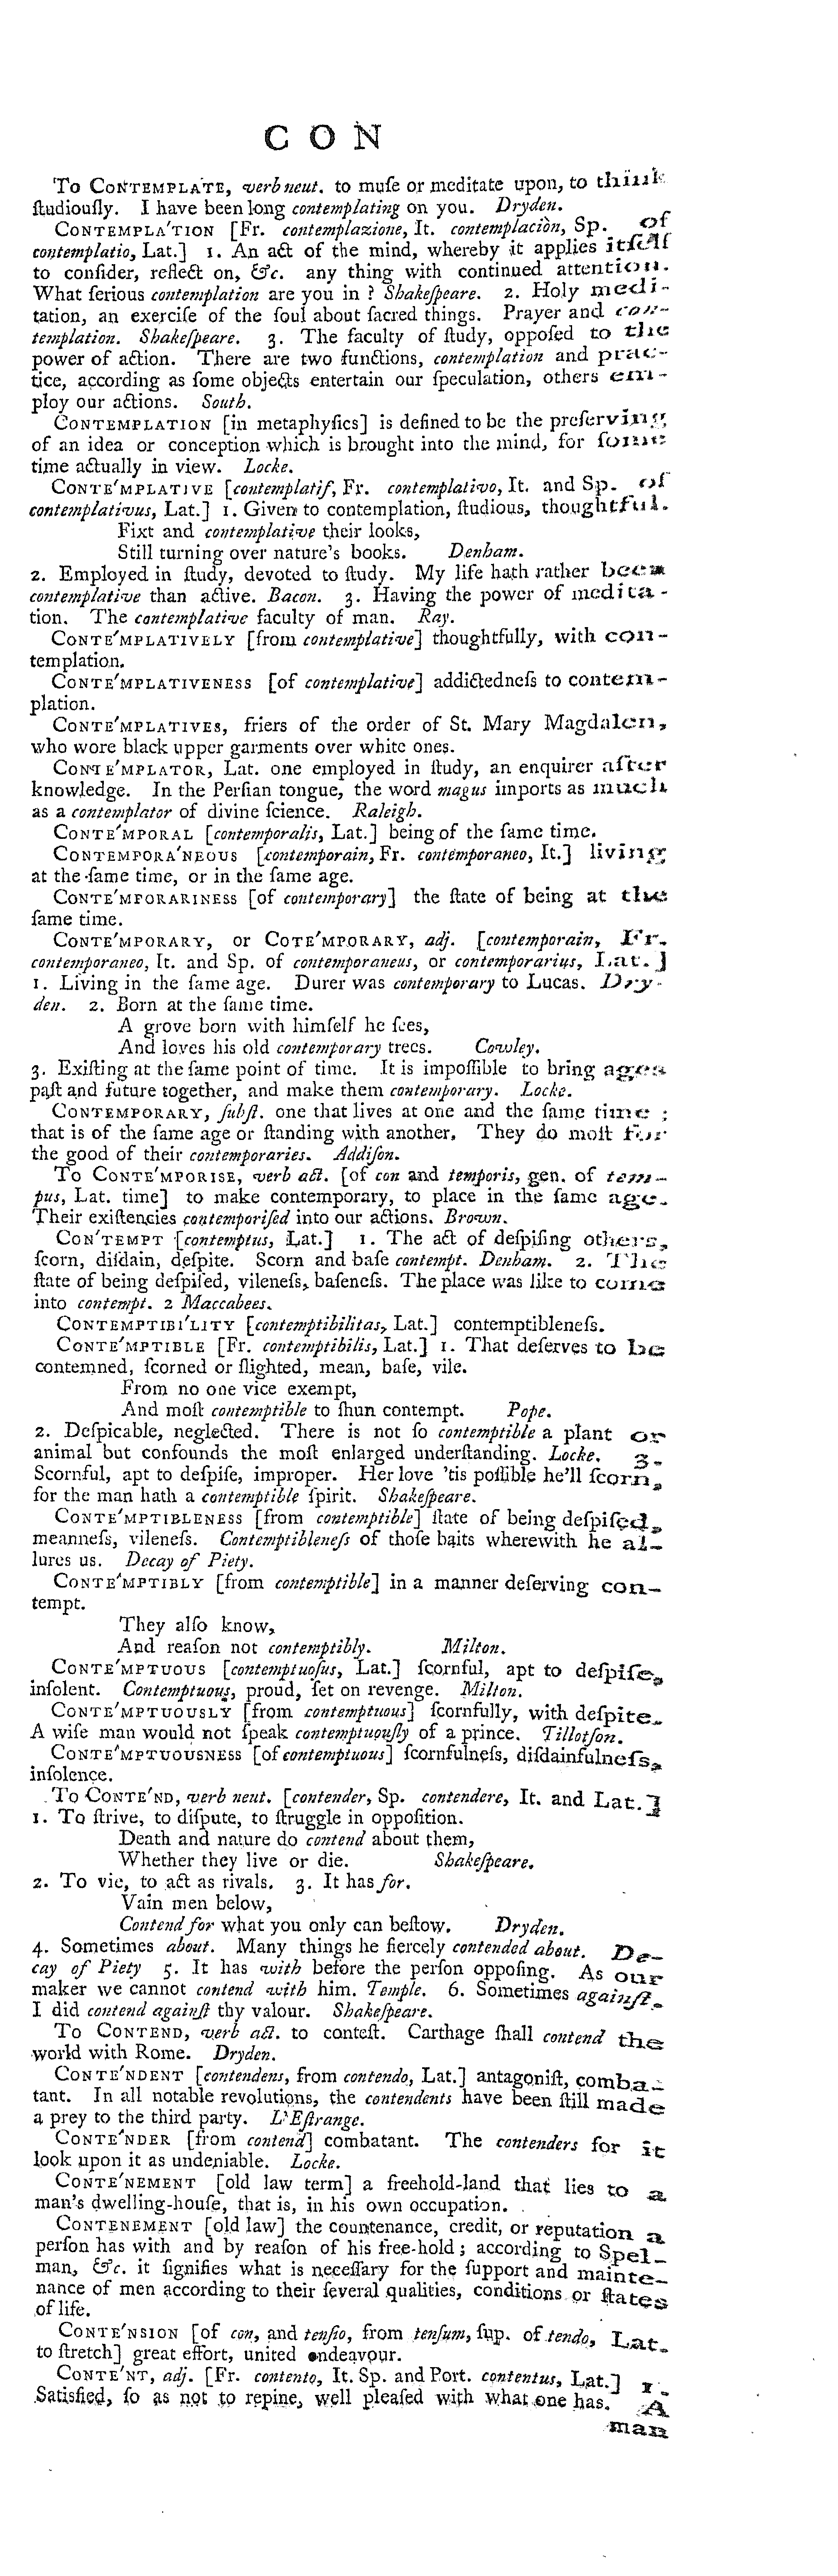 CON
To CONTEMPLATE, verb neut. to muſe or meditate upon, to think
ſtudiouſly. I have been long contemplating on you. Dryden.
CONTEMPLA'TION [Fr. contemplazione, It. contemplaciòn, Sp. of
contemplatio, Lat.] 1. An act of the mind, whereby it applies itſelf
to conſider, reflect on, &c. any thing with continued attention.
What ſerious contemplation are you in? Shakeſpeare. 2. Holy medi-
tation, an exerciſe of the ſoul about ſacred things. Prayer and con-
templation. Shakeſpeare. 3. The faculty of ſtudy, oppoſed to the
power of action. There are two functions, contemplation and prac-
tice, according as ſome objects entertain our ſpeculation, others em-
ploy our actions. South.
CONTEMPLATION [in metaphyſics] is defined to be the preſerving
of an idea or conception which is brought into the mind, for ſome
time actually in view. Locke.
CONTE'MPLATIVE [contemplatif, Fr. contemplativo, It. and Sp. of
contemplativus, Lat.] 1. Given to contemplation, ſtudious, thoughtful.
Fixt and contemplative their looks,
Still turning over nature's books. Denham.
2. Employed in ſtudy, devoted to ſtudy. My life hath rather been
contemplative than active. Bacon. 3. Having the power of medita-
tion. The contemplative faculty of man. Ray.
CONTE'MPLATIVELY [from contemplative] thoughtfully, with con-
templation.
CONTE'MPLATIVENESS [of contemplative] addictedneſs to contem-
plation.
CONTE'MPLATIVES, friers of the order of St. Mary Magdalen,
who wore black upper garments over white ones.
CONTE'MPLATOR, Lat. one employed in ſtudy, an enquirer after
knowledge. In the Perſian tongue, the word magus imports as much
as a contemplator of divine ſcience. Raleigh.
CONTE'MPORAL [contemporalis, Lat.] being of the ſame time.
CONTEMPORA'NEOUS [contemporain, Fr. contemporaneo, It.] living
at the ſame time, or in the ſame age.
CONTE'MPORARINESS [of contemporary] the ſtate of being at the
ſame time.
CONTE'MPORARY, or COTE'MPORARY, adj. [contemporain, Fr.
contemporaneo, It. and Sp. of contemporaneus, or contemporarius, Lat.]
1. Living in the ſame age. Durer was contemporary to Lucas. Dry-
den. 2. Born at the ſame time.
A grove born with himſelf he ſees,
And loves his old contemporary trees. Cowley.
3. Exiſting at the ſame point of time. It is impoſſible to bring ages
paſt and future together, and make them contemporary. Locke.
CONTEMPORARY, ſubſt. one that lives at one and the ſame time;
that is of the ſame age or ſtanding with another. They do moſt for
the good of their contemporaries. Addiſon.
To CONTE'MPORISE, verb act. [of con and temporis, gen. of tem-
pus, Lat. time] to make contemporary, to place in the ſame age.
Their exiſtencies contemporiſed into our actions. Brown.
CON'TEMPT [contemptus, Lat.] 1. The act of deſpiſing others,
ſcorn, diſdain, deſpite. Scorn and baſe contempt. Denham. 2. The
ſtate of being deſpiſed, vileneſs, baſeneſs. The place was like to come
into contempt. 2 Maccabees.
CONTEMPTIBI'LITY [contemptibilitas, Lat.] contemptibleneſs.
CONTE'MPTIBLE [Fr. contemptibilis, Lat.] 1. That deſerves to be
contemned, ſcorned or ſlighted, mean, baſe, vile.
From no one vice exempt,
And moſt contemptible to ſhun contempt. Pope.
2. Deſpicable, neglected. There is not ſo contemptible a plant or
animal but confounds the moſt enlarged underſtanding. Locke. 3.
Scornful, apt to deſpiſe, improper. Her love 'tis poſſible he'll ſcorn,
for the man hath a contemptible ſpirit. Shakeſpeare.
CONTE'MPTIBLENESS [from contemptible] ſtate of being deſpiſed,
meanneſs, vileneſs. Contemptibleneſs of thoſe baits wherewith he al-
lures us. Decay of Piety.
CONTE'MPTIBLY [from contemptible] in a manner deſerving con-
tempt.
They alſo know,
And reaſon not contemptibly. Milton.
CONTE'MPTUOUS [contemptuoſus, Lat.] ſcornful, apt to deſpiſe,
inſolent. Contemptuous, proud, ſet on revenge. Milton.
CONTE'MPTUOUSLY [from contemptuous] ſcornfully, with deſpite.
A wiſe man would not ſpeak contemptuouſly of a prince. Tillotſon.
CONTE'MPTUOUSNESS [of contemptuous] ſcornfulneſs, diſdainfulneſs,
inſolence.
To CONTE'ND, verb neut. [contender, Sp. contendere, It. and Lat.]
1. To ſtrive, to diſpute, to ſtruggle in oppoſition.
Death and nature do contend about them,
Whether they live or die. Shakeſpeare.
2. To vie, to act as rivals. 3. It has for.
Vain men below,
Contend for what you only can beſtow. Dryden.
4. Sometimes about. Many things he fiercely contended about. De-
cay of Piety 5. It has with before the perſon oppoſing. As our
maker we cannot contend with him. Temple. 6. Sometimes againſt.
I did contend againſt thy valour. Shakeſpeare.
To CONTEND, verb act. to conteſt. Carthage ſhall contend the
world with Rome. Dryden.
CONTE'NDENT [contendens, from contendo, Lat.] antagoniſt, comba-
tant. In all notable revolutions, the contendents have been ſtill made
a prey to the third party. L'Eſtrange.
CONTE'NDER [from contend] combatant. The contenders for it
look upon it as undeniable. Locke.
CONTE'NEMENT [old law term] a freehold-land that lies to a
man's dwelling-houſe, that is, in his own occupation.
CONTENEMENT [old law] the countenance, credit, or reputation a
perſon has with and by reaſon of his free-hold; according to Spel-
man, &c. it ſignifies what is neceſſary for the ſupport and mainte-
nance of men according to their ſeveral qualities, conditions or ſtates
of life.
CONTE'NSION [of con, and tenſio, from tenſum, ſup. of tendo, Lat.
to ſtretch] great effort, united endeavour.
CONTE'NT, adj. [Fr. contento, It. Sp. and Port. contentus, Lat.] 1.
Satisfied, ſo as not to repine, well pleaſed with what one has. A
man